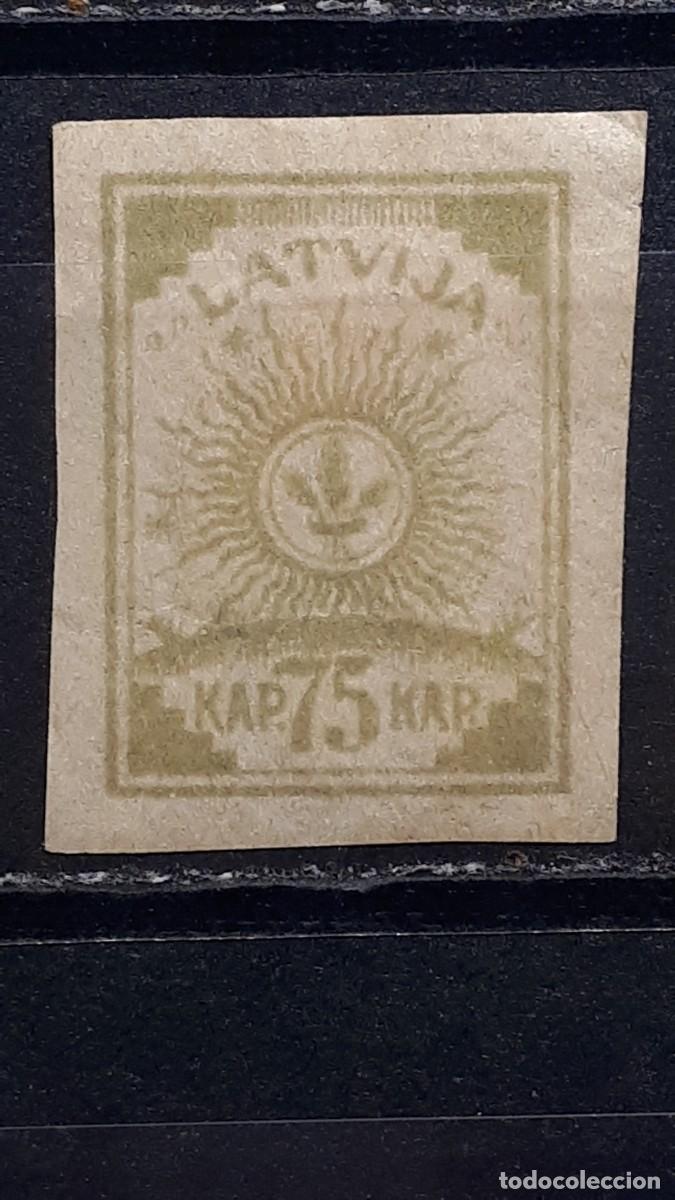 LATVIJA
KAP. 75 KAP.
todocoleccion